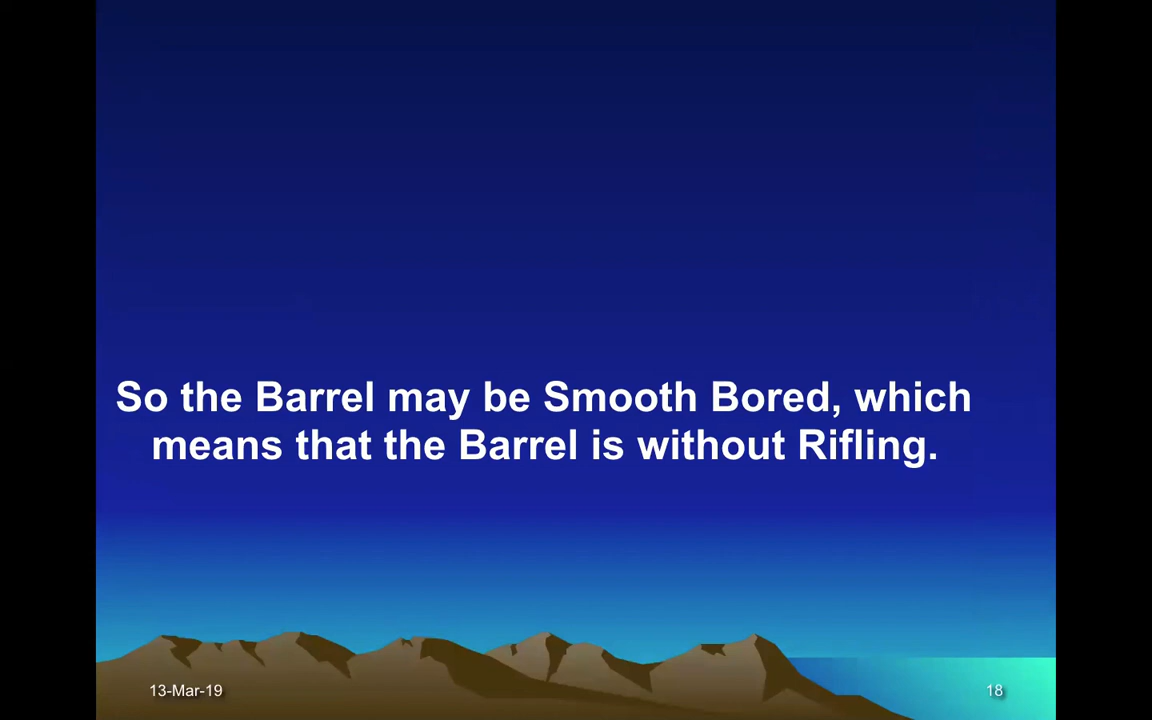 So the Barrel may be Smooth Bored, which
means that the Barrel is without Rifling.
13-Mar-19
18